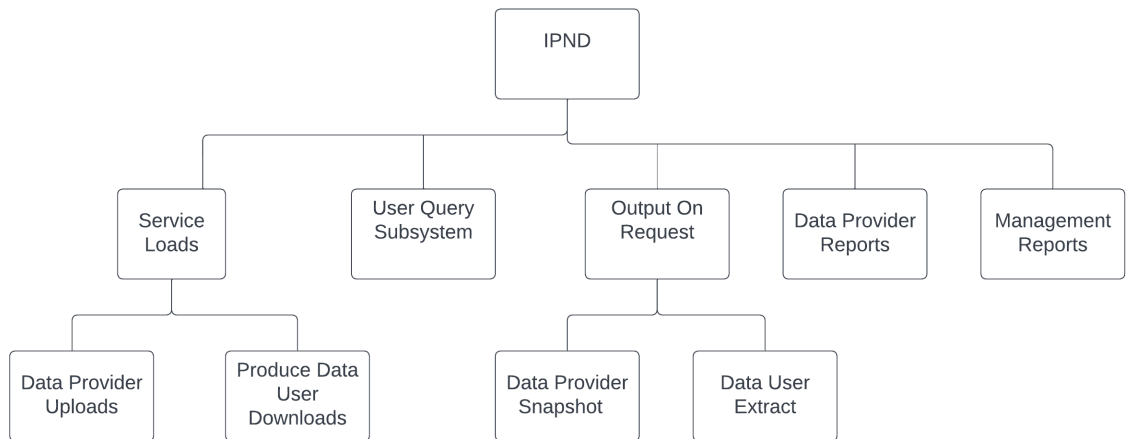 IPND
Service
Loads
User Query
Subsystem
Output On
Request
Data Provider
Reports
Management
Reports
Data Provider
Uploads
Produce Data
User
Downloads
Data Provider
Snapshot
Data User
Extract